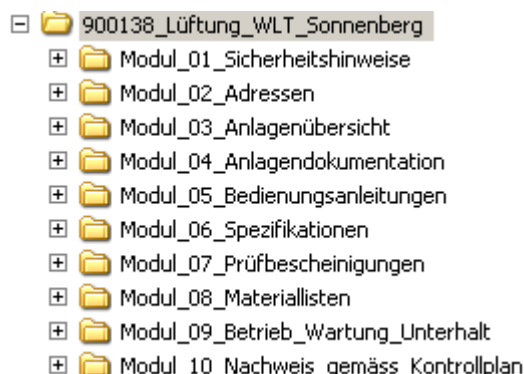 900138_Lüftung_WLT_Sonnenberg
Modul_01_Sicherheitshinweise
Modul_02_Adressen
Modul_03_Anlagenübersicht
Modul_04_Anlagendokumentation
Modul_05_Bedienungsanleitungen
Modul_06_Spezifikationen
Modul_07_Prüfbescheinigungen
Modul_08_Materiallisten
Modul_09_Betrieb_Wartung_Unterhalt
Modul_10_Nachweis_gemäss_Kontrollplan